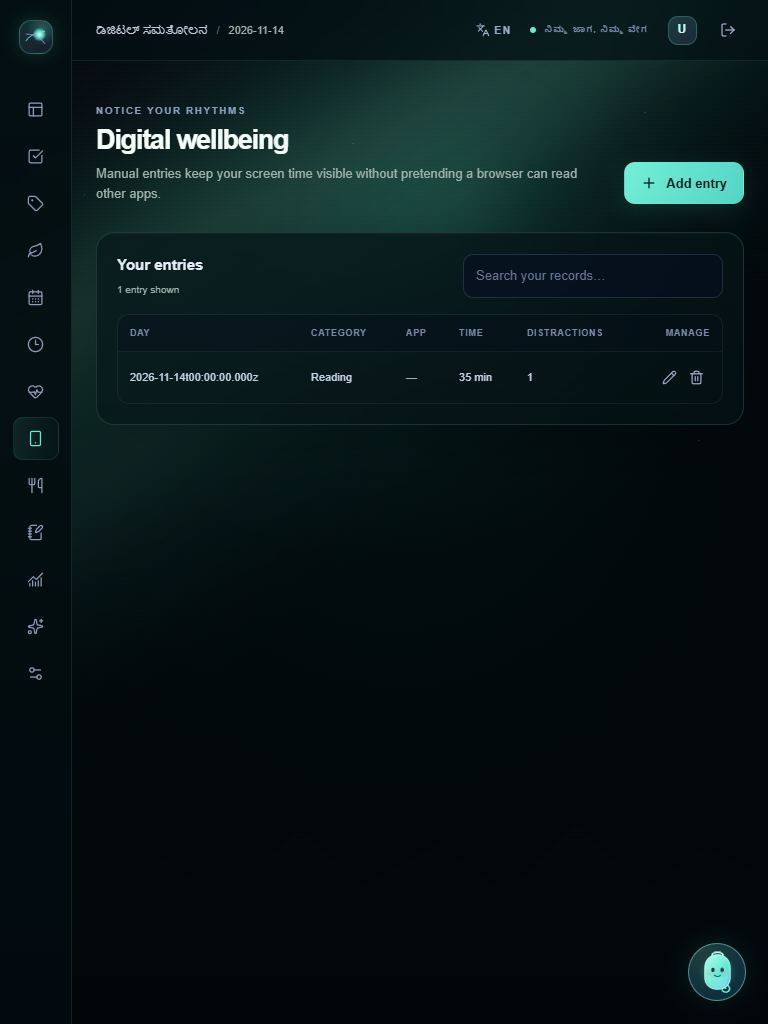 ಡಿಜಿಟಲ್ ಸಮತೋಲನ / 2026-11-14
EN
ನಿಮ್ಮ ಜಾಗ. ನಿಮ್ಮ ವೇಗ
U
NOTICE YOUR RHYTHMS
Digital wellbeing
Manual entries keep your screen time visible without pretending a browser can read
other apps.
Add entry
Your entries
1 entry shown
Search your records…
DAY CATEGORY APP TIME DISTRACTIONS MANAGE
2026-11-14t00:00:00.000z Reading — 35 min 1